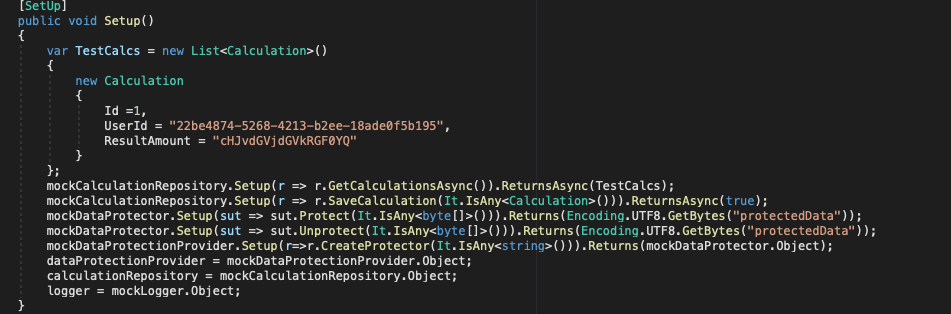 [SetUp]
public void Setup()
{
var TestCalcs = new List<Calculation>()
{
new Calculation
{
Id =1,
UserId = "22be4874-5268-4213-b2ee-18ade0f5b195",
ResultAmount = "cHJvdGVjdGVkRGF0YQ"
}
};
mockCalculationRepository.Setup(r => r.GetCalculationsAsync()).ReturnsAsync(TestCalcs);
mockCalculationRepository.Setup(r => r.SaveCalculation(It.IsAny<Calculation>())).ReturnsAsync(true);
mockDataProtector.Setup(sut => sut.Protect(It.IsAny<byte[]>())).Returns(Encoding.UTF8.GetBytes("protectedData"));
mockDataProtector.Setup(sut => sut.Unprotect(It.IsAny<byte[]>())).Returns(Encoding.UTF8.GetBytes("protectedData"));
mockDataProtectionProvider.Setup(r=>r.CreateProtector(It.IsAny<string>())).Returns(mockDataProtector.Object);
dataProtectionProvider = mockDataProtectionProvider.Object;
calculationRepository = mockCalculationRepository.Object;
logger = mockLogger.Object;
}